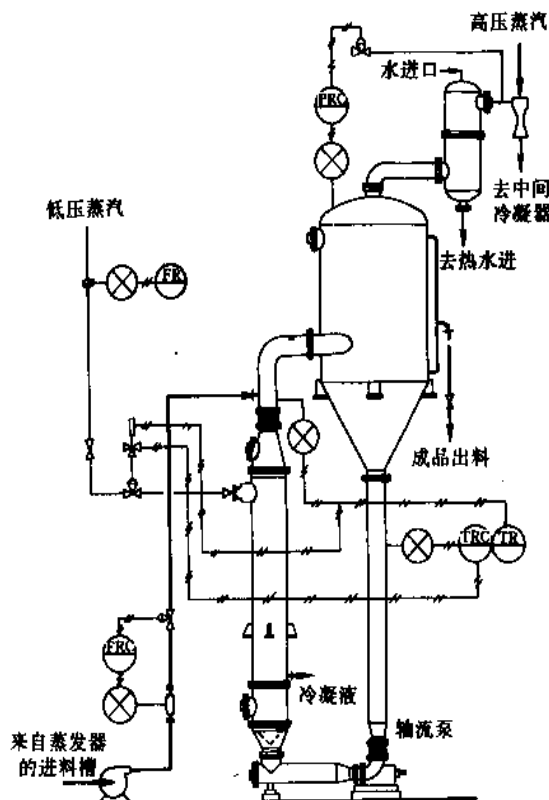 高压蒸汽
水进口
PRC
去中间
冷凝器
低压蒸汽
去热水进
FR
成品出料
TRC
TR
FRC
冷凝液
轴流泵
来自蒸发器
的进料槽